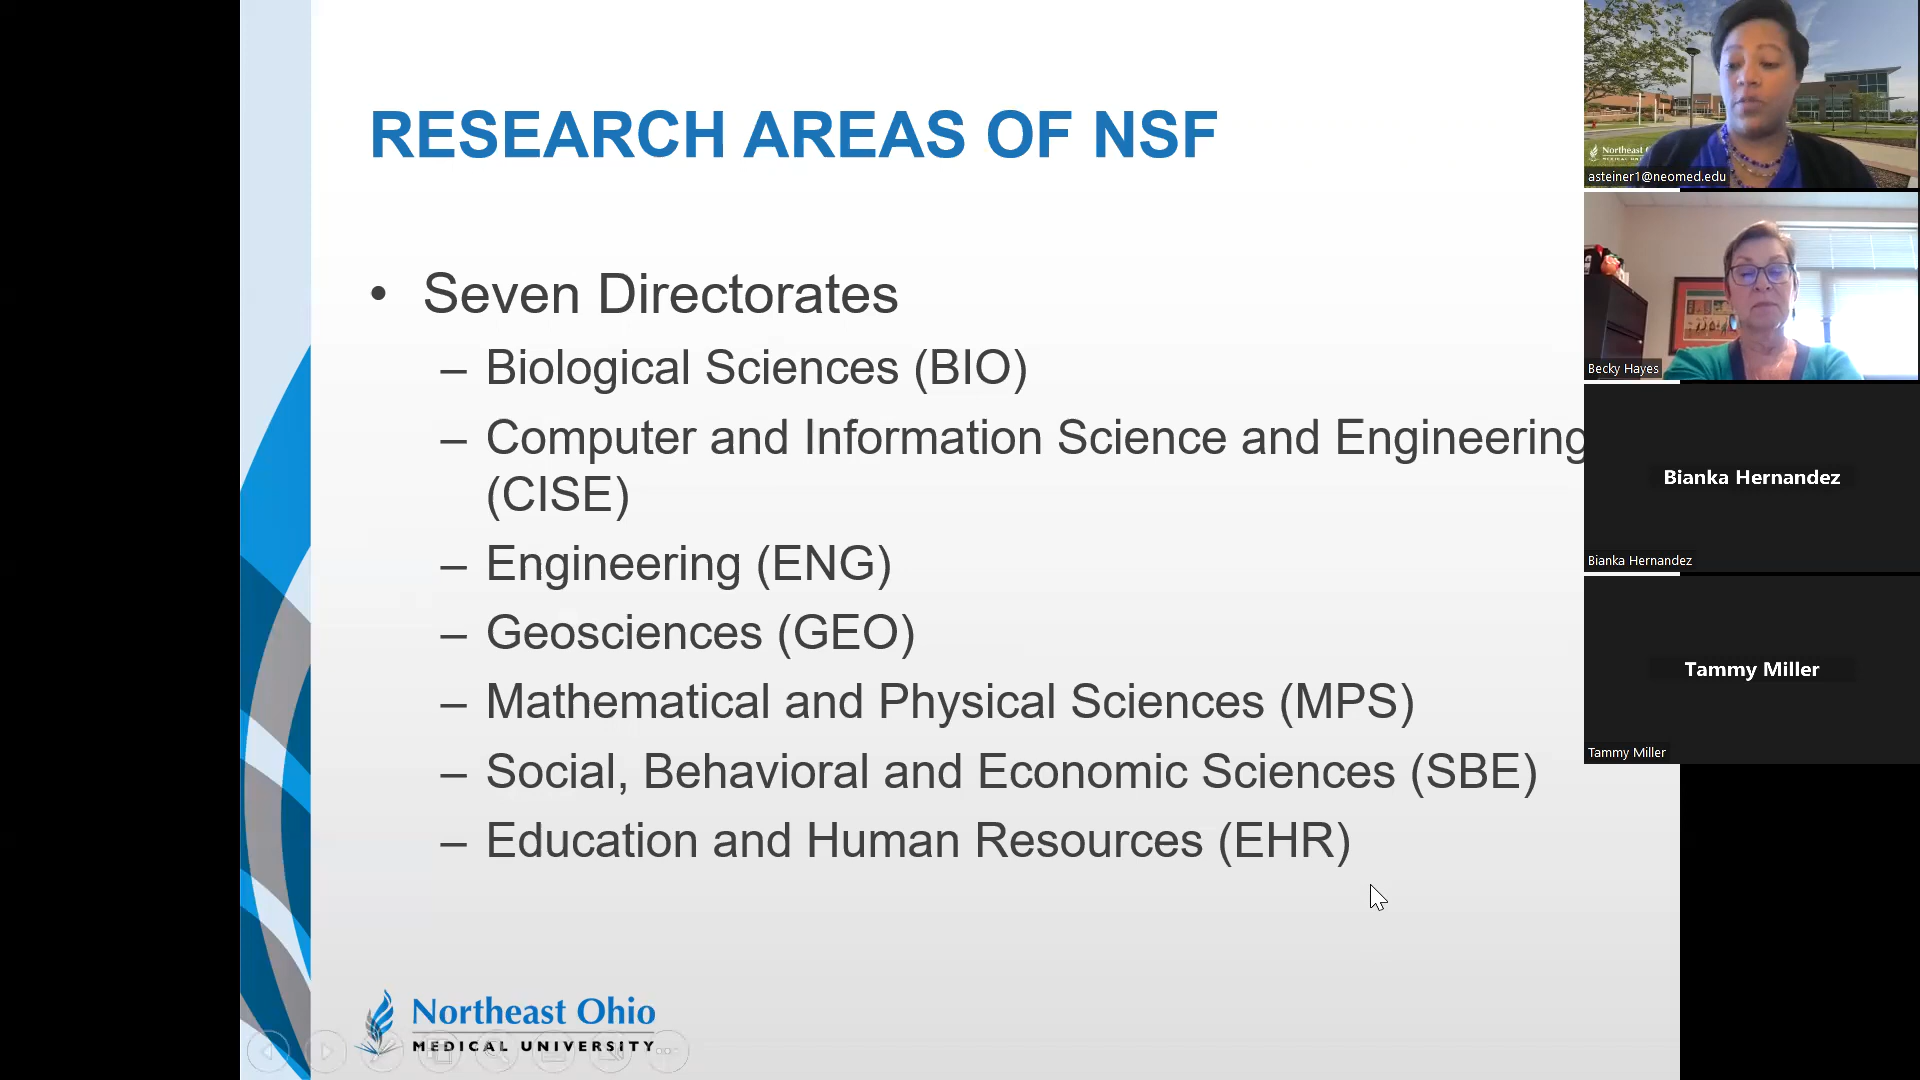 RESEARCH AREAS OF NSF
• Seven Directorates
– Biological Sciences (BIO)
– Computer and Information Science and Engineering
(CISE)
– Engineering (ENG)
– Geosciences (GEO)
– Mathematical and Physical Sciences (MPS)
– Social, Behavioral and Economic Sciences (SBE)
– Education and Human Resources (EHR)
Northeast Ohio
MEDICAL UNIVERSITY
Northeast
asteiner1@neomed.edu
Becky Hayes
Bianka Hernandez
Bianka Hernandez
Tammy Miller
Tammy Miller